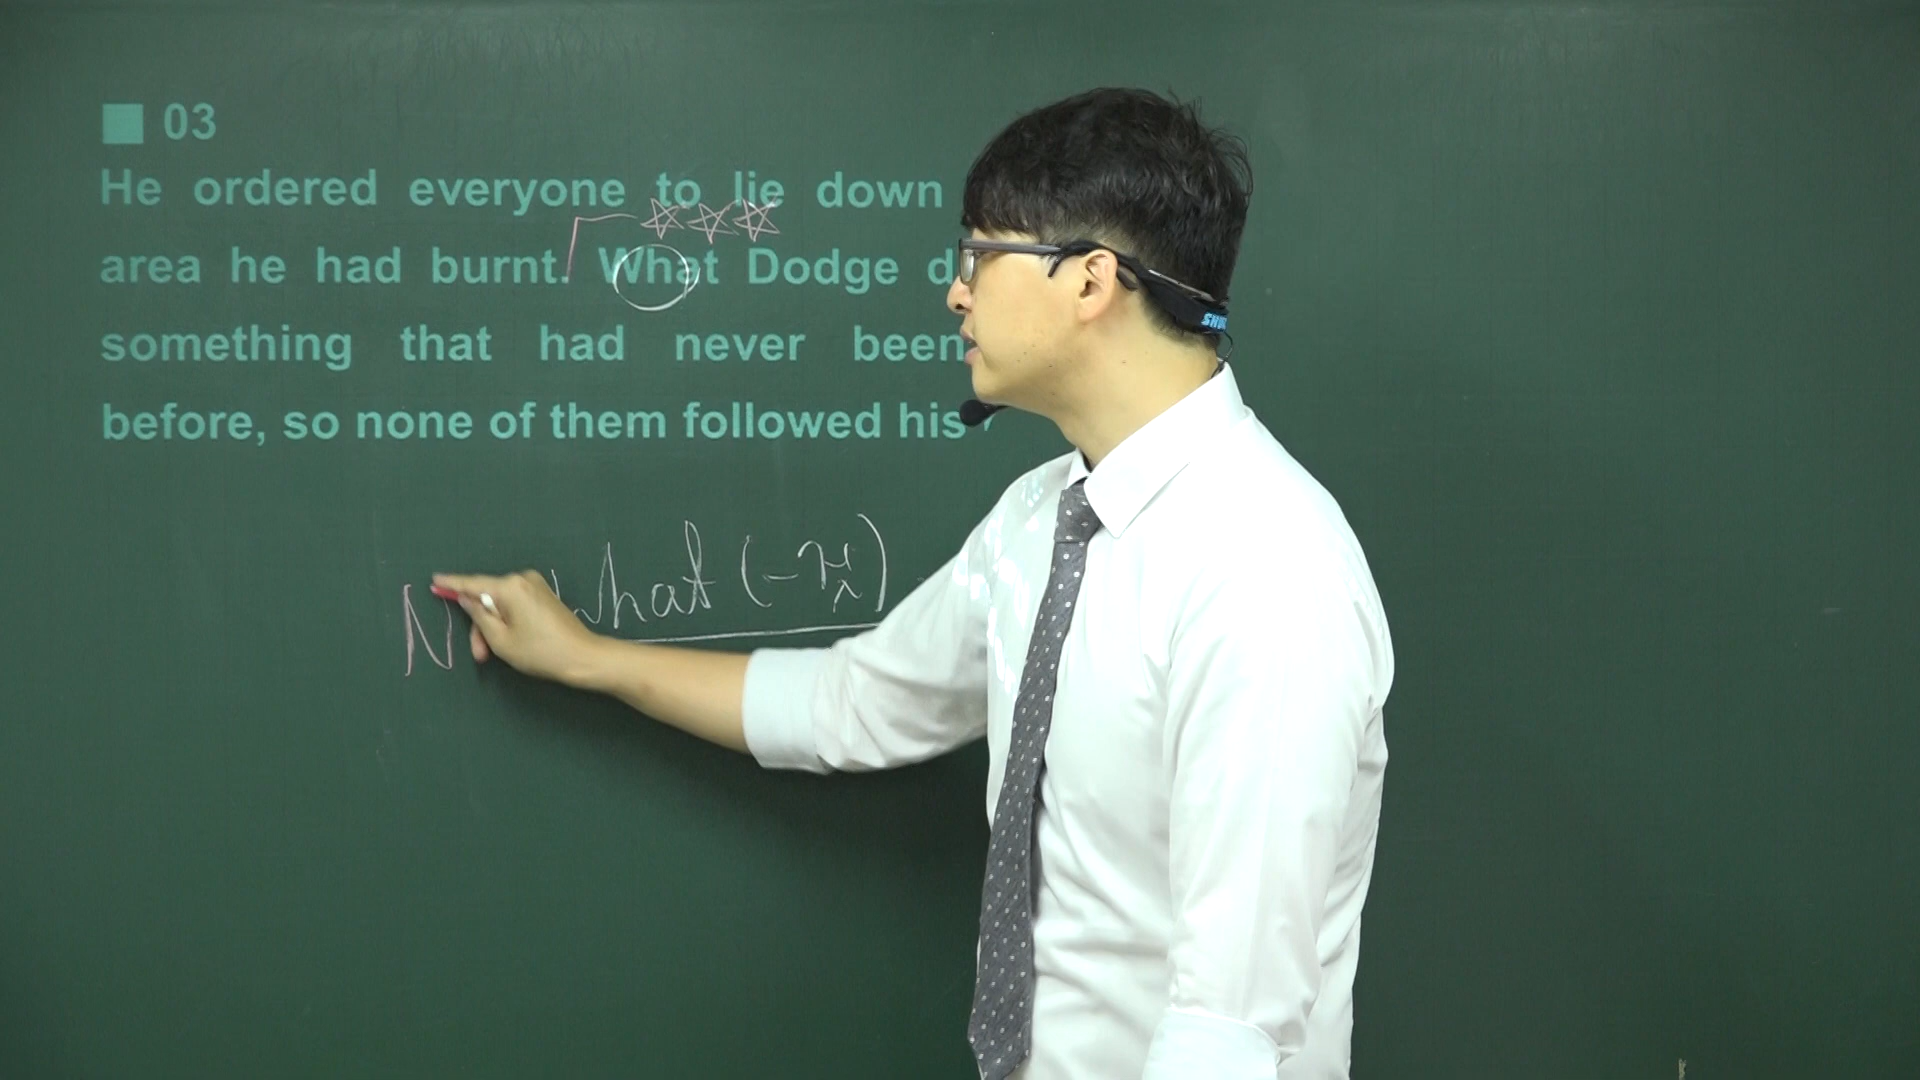 ■ 03
He ordered everyone to lie down
area he had burnt. What Dodge d
something that had never been
before, so none of them followed his
N What (-것)
SHU